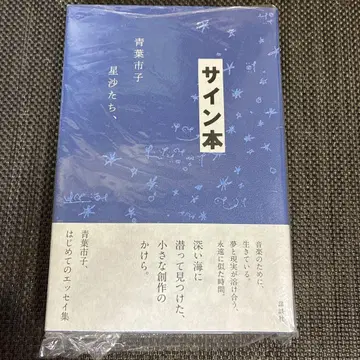 青葉市子
星沙たち、
サイン本
音楽のために、
生きている。
夢と現実が溶け合う、
永遠に似た時間。
深い海に
潜って見つけた、
小さな創作の
かけら。
青葉市子、
はじめてのエッセイ集
講談社